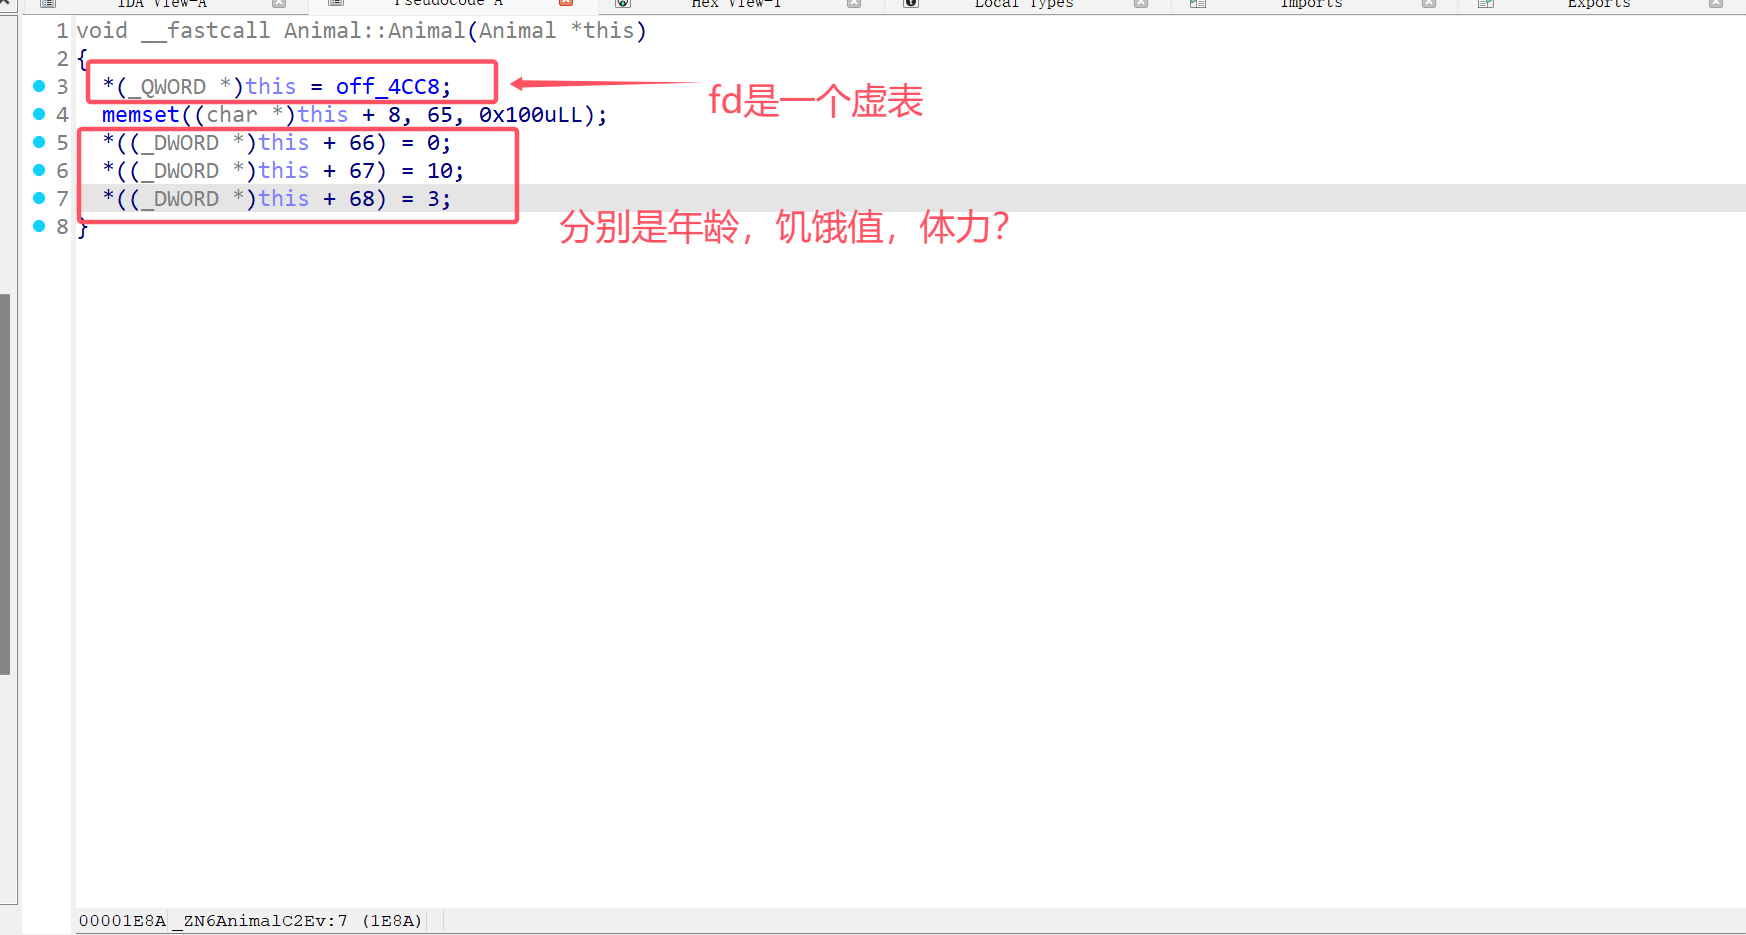 IDA View-A Pseudocode-A Hex View-1 Local Types Imports Exports
1 void __fastcall Animal::Animal(Animal *this)
2 {
3 *(_QWORD *)this = off_4CC8;
fd是一个虚表
4 memset((char *)this + 8, 65, 0x100uLL);
5 *((_DWORD *)this + 66) = 0;
6 *((_DWORD *)this + 67) = 10;
7 *((_DWORD *)this + 68) = 3;
分别是年龄，饥饿值，体力？
8 }
00001E8A _ZN6AnimalC2Ev:7 (1E8A)